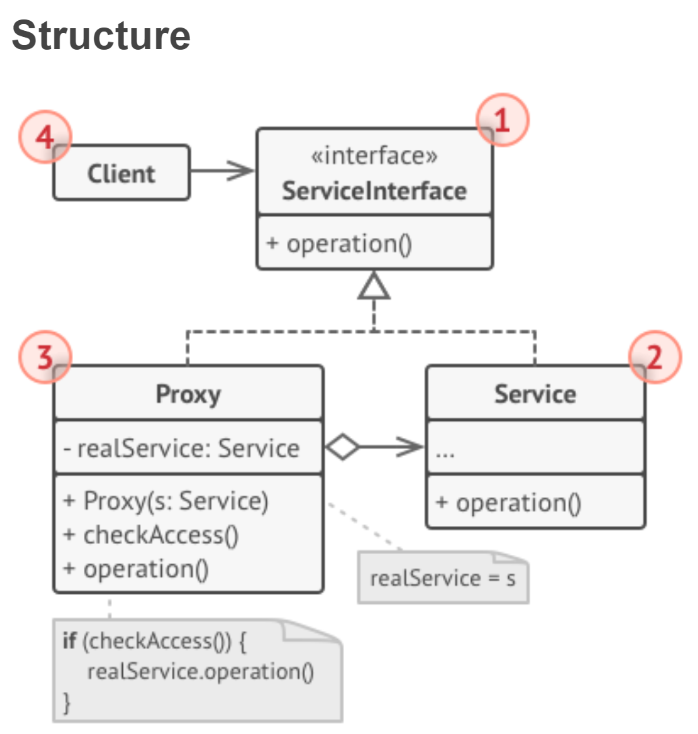 Structure
4
Client
1
«interface»
ServiceInterface
+ operation()
3
Proxy
- realService: Service
+ Proxy(s: Service)
+ checkAccess()
+ operation()
2
Service
...
+ operation()
realService = s
if (checkAccess()) {
realService.operation()
}